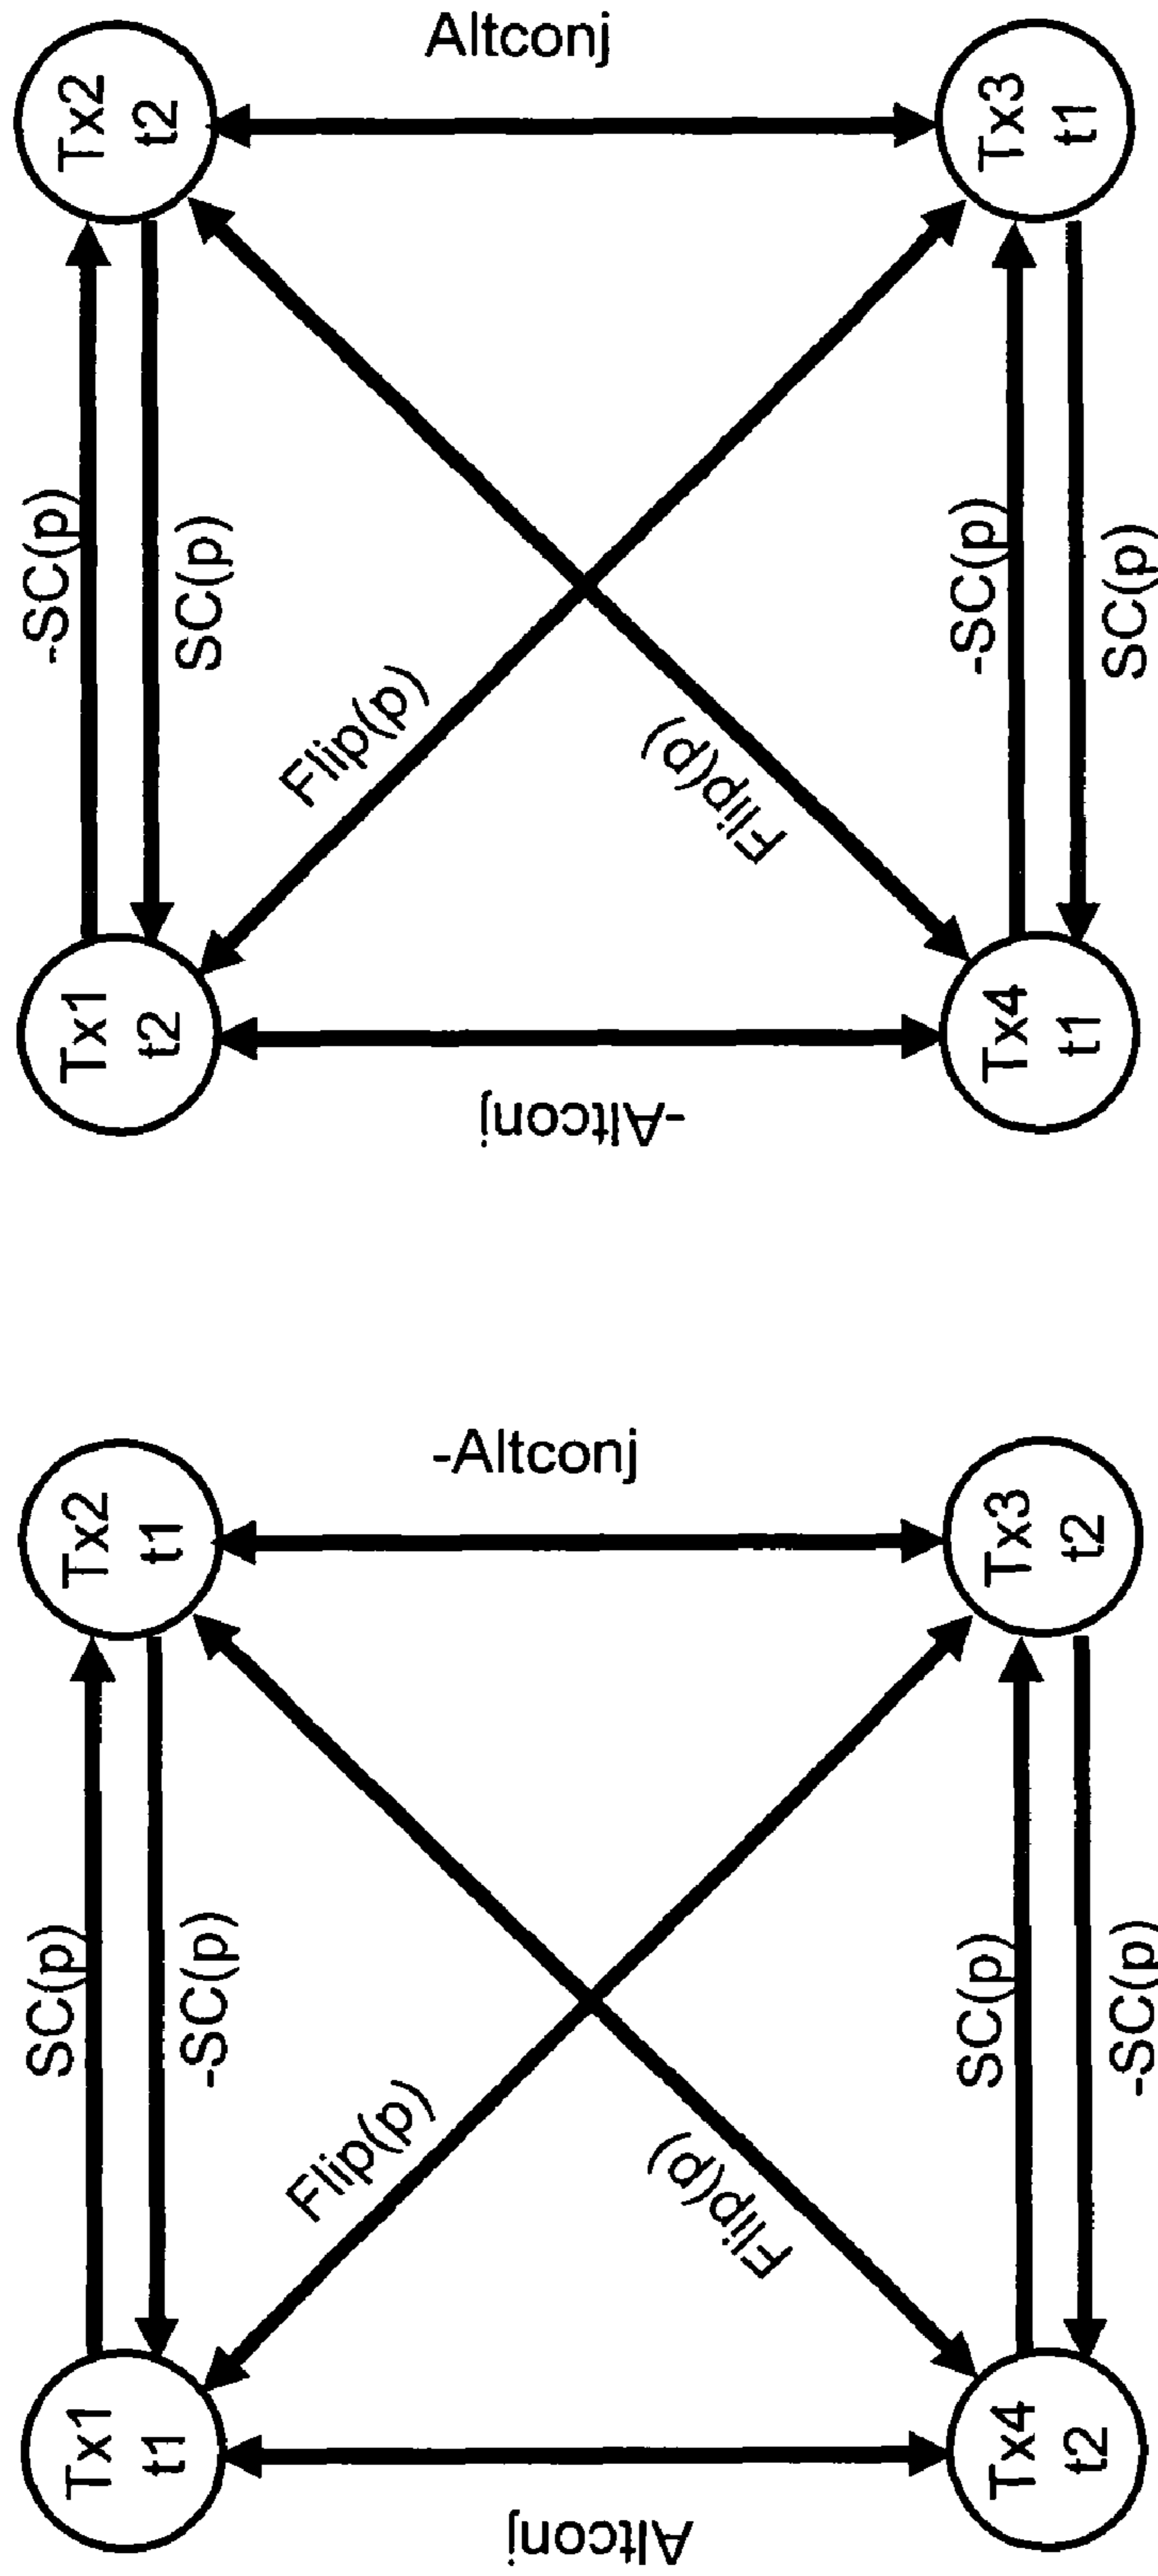 Tx1
t1
SC(p)
-SC(p)
Tx2
t1
Altconj
Flip(p)
Flip(p)
-Altconj
Tx4
t2
SC(p)
-SC(p)
Tx3
t2
Tx1
t2
-SC(p)
SC(p)
Tx2
t2
-Altconj
Flip(p)
Flip(p)
Altconj
Tx4
t1
-SC(p)
SC(p)
Tx3
t1